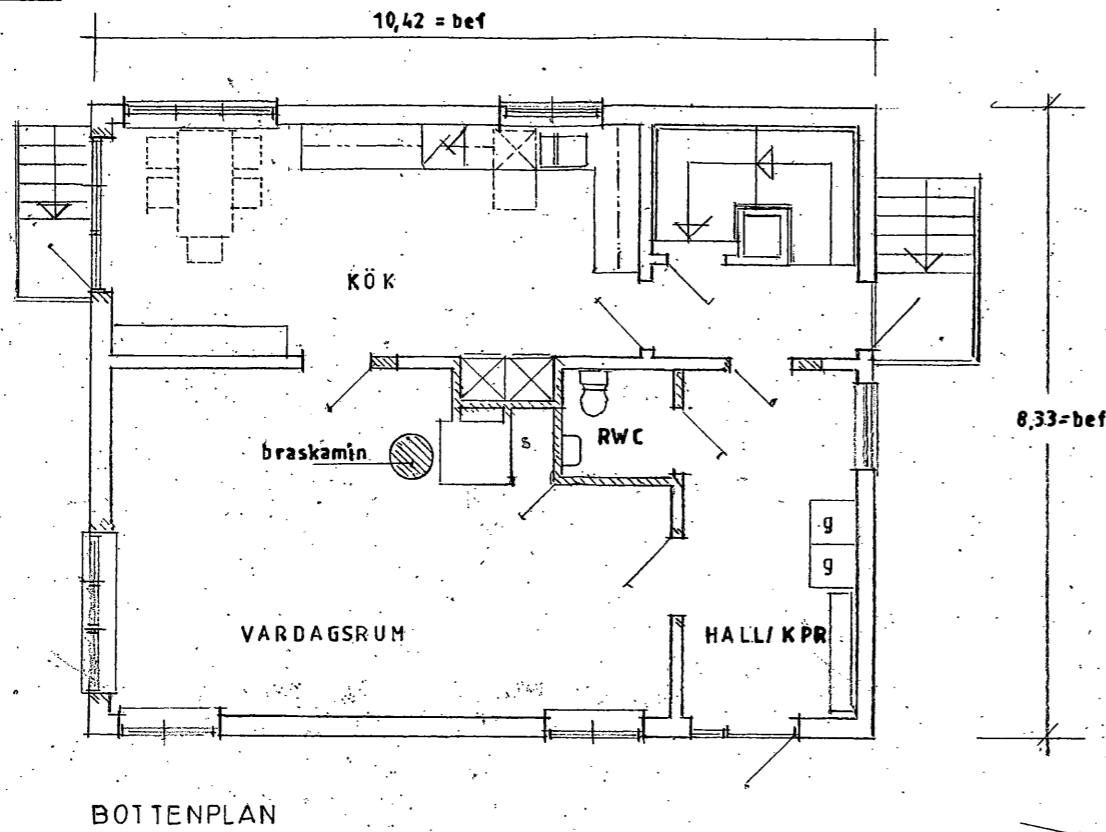 10,42 = bef
KÖK
8,33=bef
braskamin
s
RWC
g
g
VARDAGSRUM
HALL/ KPR
BOTTENPLAN